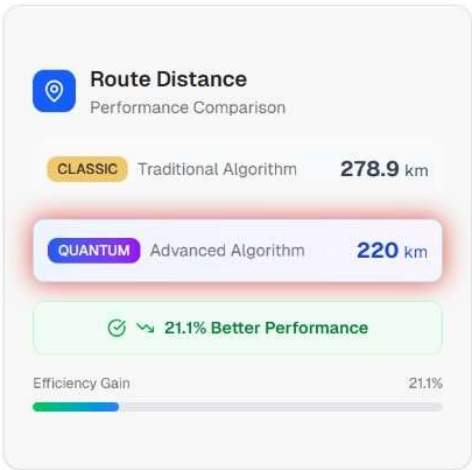 Route Distance
Performance Comparison
CLASSIC Traditional Algorithm 278.9 km
QUANTUM Advanced Algorithm 220 km
21.1% Better Performance
Efficiency Gain 21.1%